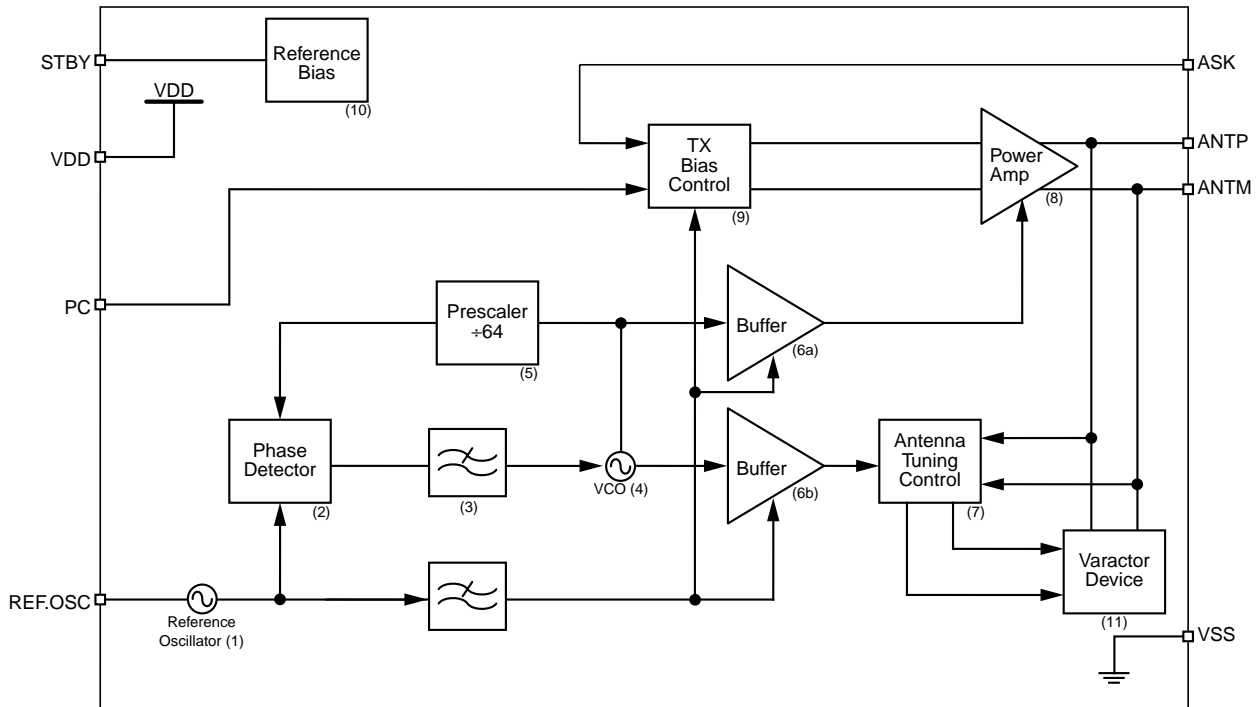 STBY
Reference
Bias
(10)
ASK
VDD
VDD
TX
Bias
Control
(9)
Power
Amp
(8)
ANTP
ANTM
PC
Prescaler
÷64
(5)
Buffer
(6a)
Phase
Detector
(2)
(3)
VCO (4)
Buffer
(6b)
Antenna
Tuning
Control
(7)
Varactor
Device
(11)
REF.OSC
Reference
Oscillator (1)
VSS